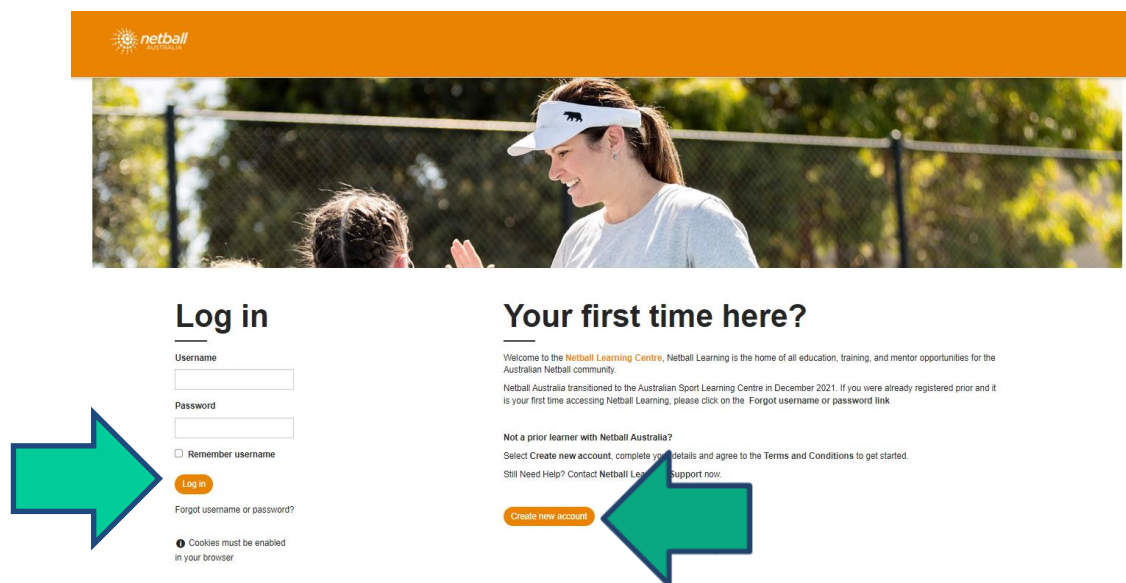 netball
AUSTRALIA
Log in
Username
Password
Remember username
Log in
Forgot username or password?
Cookies must be enabled
in your browser
Your first time here?
Welcome to the Netball Learning Centre, Netball Learning is the home of all education, training, and mentor opportunities for the
Australian Netball community.
Netball Australia transitioned to the Australian Sport Learning Centre in December 2021. If you were already registered prior and it
is your first time accessing Netball Learning, please click on the Forgot username or password link
Not a prior learner with Netball Australia?
Select Create new account, complete details and agree to the Terms and Conditions to get started.
Still Need Help? Contact Netball Support now.
Create new account